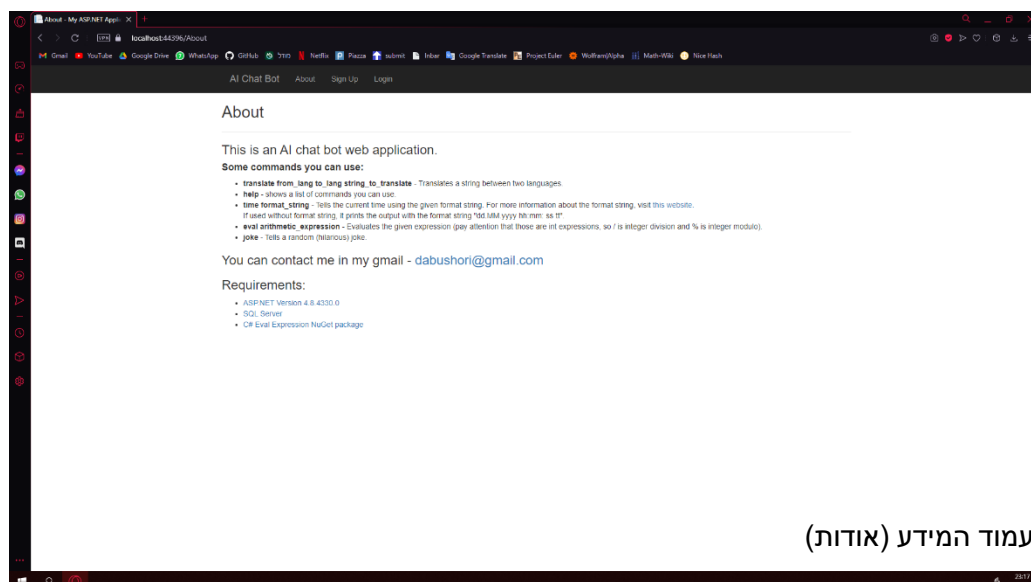 About - My ASP.NET Appli
VPN localhost:44396/About
Gmail YouTube Google Drive WhatsApp GitHub מודל Netflix Piazza submit Inbar Google Translate Project Euler Wolfram|Alpha Math-Wiki Nice Hash
AI Chat Bot About Sign Up Login
About
This is an AI chat bot web application.
Some commands you can use:
translate from_lang to_lang string_to_translate - Translates a string between two languages.
help - shows a list of commands you can use.
time format_string - Tells the current time using the given format string. For more information about the format string, visit this website.
If used without format string, it prints the output with the format string "dd.MM.yyyy hh:mm: ss tt".
eval arithmetic_expression - Evaluates the given expression (pay attention that those are int expressions, so / is integer division and % is integer modulo).
joke - Tells a random (hilarious) joke.
You can contact me in my gmail - dabushori@gmail.com
Requirements:
ASP.NET Version 4.8.4330.0
SQL Server
C# Eval Expression NuGet package
עמוד המידע (אודות)
23:17